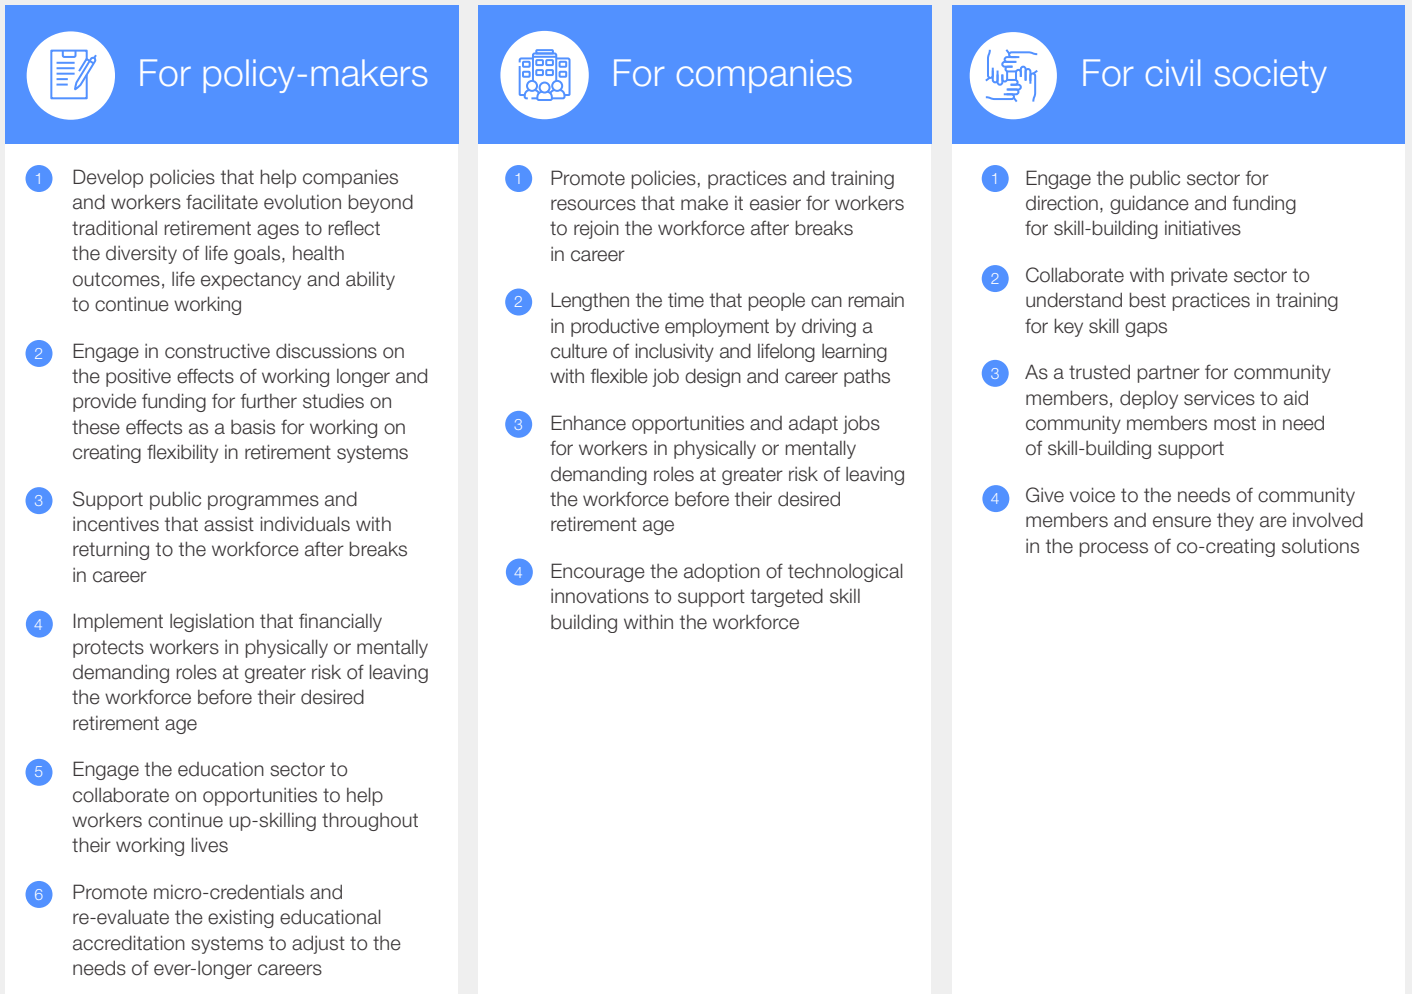 For policy-makers
1
Develop policies that help companies
and workers facilitate evolution beyond
traditional retirement ages to reflect
the diversity of life goals, health
outcomes, life expectancy and ability
to continue working
2
Engage in constructive discussions on
the positive effects of working longer and
provide funding for further studies on
these effects as a basis for working on
creating flexibility in retirement systems
3
Support public programmes and
incentives that assist individuals with
returning to the workforce after breaks
in career
4
Implement legislation that financially
protects workers in physically or mentally
demanding roles at greater risk of leaving
the workforce before their desired
retirement age
5
Engage the education sector to
collaborate on opportunities to help
workers continue up-skilling throughout
their working lives
6
Promote micro-credentials and
re-evaluate the existing educational
accreditation systems to adjust to the
needs of ever-longer careers
For companies
1
Promote policies, practices and training
resources that make it easier for workers
to rejoin the workforce after breaks
in career
2
Lengthen the time that people can remain
in productive employment by driving a
culture of inclusivity and lifelong learning
with flexible job design and career paths
3
Enhance opportunities and adapt jobs
for workers in physically or mentally
demanding roles at greater risk of leaving
the workforce before their desired
retirement age
4
Encourage the adoption of technological
innovations to support targeted skill
building within the workforce
For civil society
1
Engage the public sector for
direction, guidance and funding
for skill-building initiatives
2
Collaborate with private sector to
understand best practices in training
for key skill gaps
3
As a trusted partner for community
members, deploy services to aid
community members most in need
of skill-building support
4
Give voice to the needs of community
members and ensure they are involved
in the process of co-creating solutions